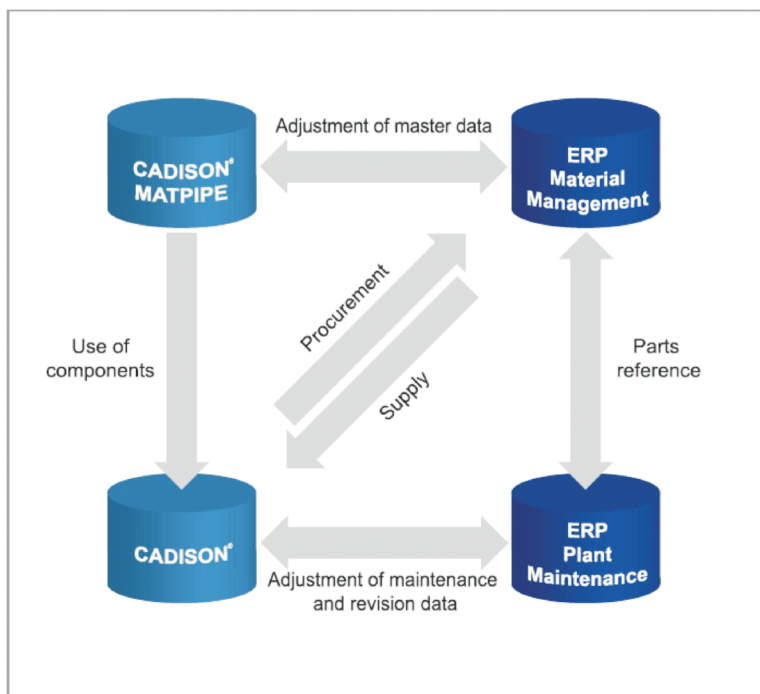 Adjustment of master data
CADISON®
MATPIPE
ERP
Material
Management
Procurement
Supply
Use of
components
Parts
reference
CADISON®
ERP
Plant
Maintenance
Adjustment of maintenance
and revision data